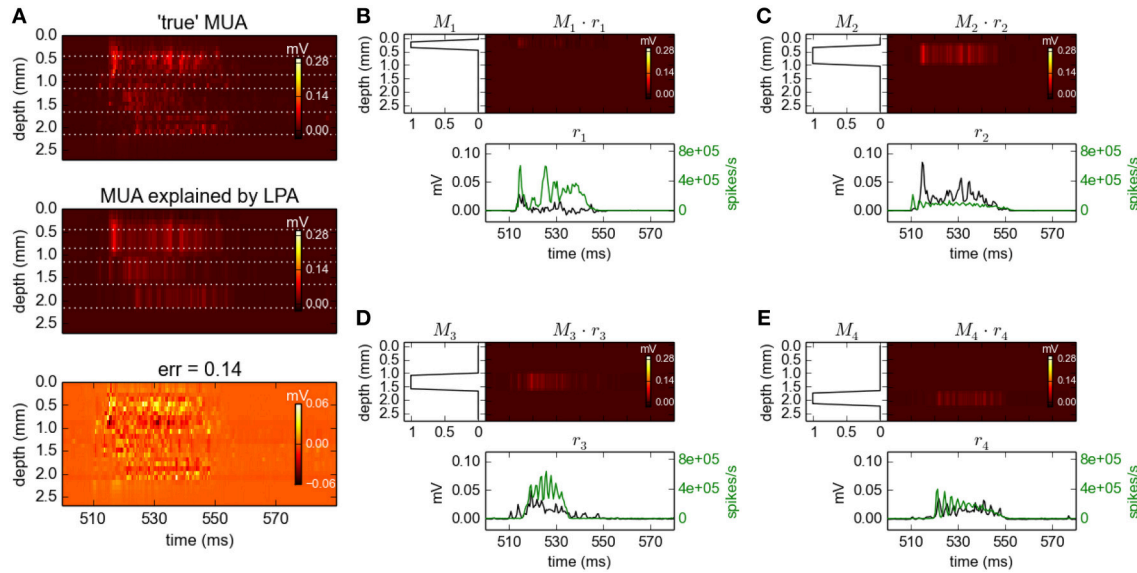 A
'true' MUA
mV
0.28
0.14
0.00
0.0
0.5
1.0
1.5
2.0
2.5
depth (mm)
MUA explained by LPA
mV
0.28
0.14
0.00
0.0
0.5
1.0
1.5
2.0
2.5
depth (mm)
err = 0.14
mV
0.06
0.00
−0.06
0.0
0.5
1.0
1.5
2.0
2.5
depth (mm)
510 530 550 570
time (ms)
B
M1
M1 · r1
depth (mm)
0.0
0.5
1.0
1.5
2.0
2.5
1 0.5 0
mV
0.28
0.14
0.00
r1
mV
0.10
0.05
0.00
8e+05
4e+05
0
spikes/s
510 530 550 570
time (ms)
C
M2
M2 · r2
depth (mm)
0.0
0.5
1.0
1.5
2.0
2.5
1 0.5 0
mV
0.28
0.14
0.00
r2
mV
0.10
0.05
0.00
8e+05
4e+05
0
spikes/s
510 530 550 570
time (ms)
D
M3
M3 · r3
depth (mm)
0.0
0.5
1.0
1.5
2.0
2.5
1 0.5 0
mV
0.28
0.14
0.00
r3
mV
0.10
0.05
0.00
8e+05
4e+05
0
spikes/s
510 530 550 570
time (ms)
E
M4
M4 · r4
depth (mm)
0.0
0.5
1.0
1.5
2.0
2.5
1 0.5 0
mV
0.28
0.14
0.00
r4
mV
0.10
0.05
0.00
8e+05
4e+05
0
spikes/s
510 530 550 570
time (ms)